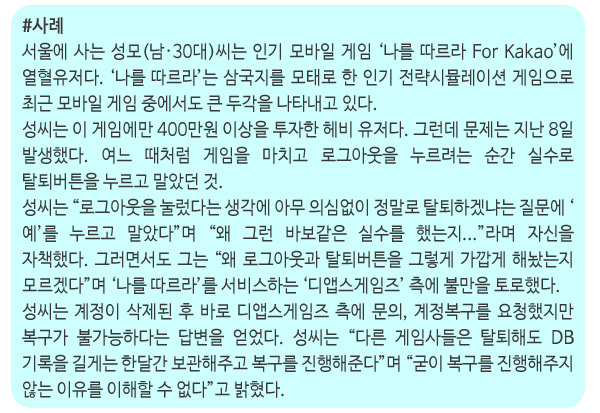 #사례
서울에 사는 성모(남·30대)씨는 인기 모바일 게임 ‘나를 따르라 For Kakao’에
열혈유저다. ‘나를 따르라’는 삼국지를 모태로 한 인기 전략시뮬레이션 게임으로
최근 모바일 게임 중에서도 큰 두각을 나타내고 있다.
성씨는 이 게임에만 400만원 이상을 투자한 헤비 유저다. 그런데 문제는 지난 8일
발생했다. 여느 때처럼 게임을 마치고 로그아웃을 누르려는 순간 실수로
탈퇴버튼을 누르고 말았던 것.
성씨는 “로그아웃을 눌렀다는 생각에 아무 의심없이 정말로 탈퇴하겠냐는 질문에 ‘
예’를 누르고 말았다”며 “왜 그런 바보같은 실수를 했는지...”라며 자신을
자책했다. 그러면서도 그는 “왜 로그아웃과 탈퇴버튼을 그렇게 가깝게 해놨는지
모르겠다”며 ‘나를 따르라’를 서비스하는 ‘디앱스게임즈’ 측에 불만을 토로했다.
성씨는 계정이 삭제된 후 바로 디앱스게임즈 측에 문의, 계정복구를 요청했지만
복구가 불가능하다는 답변을 얻었다. 성씨는 “다른 게임사들은 탈퇴해도 DB
기록을 길게는 한달간 보관해주고 복구를 진행해준다”며 “굳이 복구를 진행해주지
않는 이유를 이해할 수 없다”고 밝혔다.